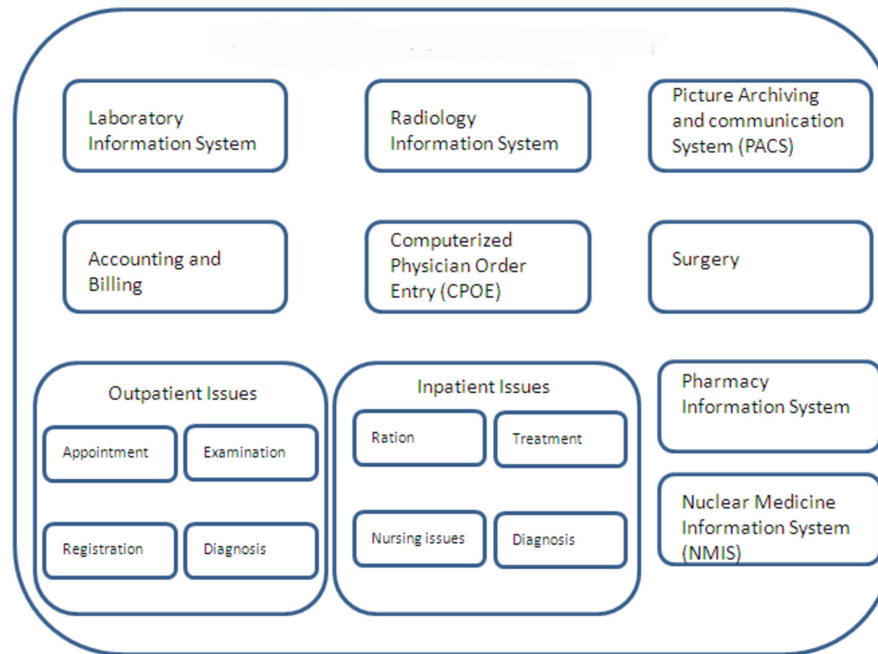 Laboratory
Information System
Radiology
Information System
Picture Archiving
and communication
System (PACS)
Accounting and
Billing
Computerized
Physician Order
Entry (CPOE)
Surgery
Outpatient Issues
Appointment
Examination
Registration
Diagnosis
Inpatient Issues
Ration
Treatment
Nursing issues
Diagnosis
Pharmacy
Information System
Nuclear Medicine
Information System
(NMIS)